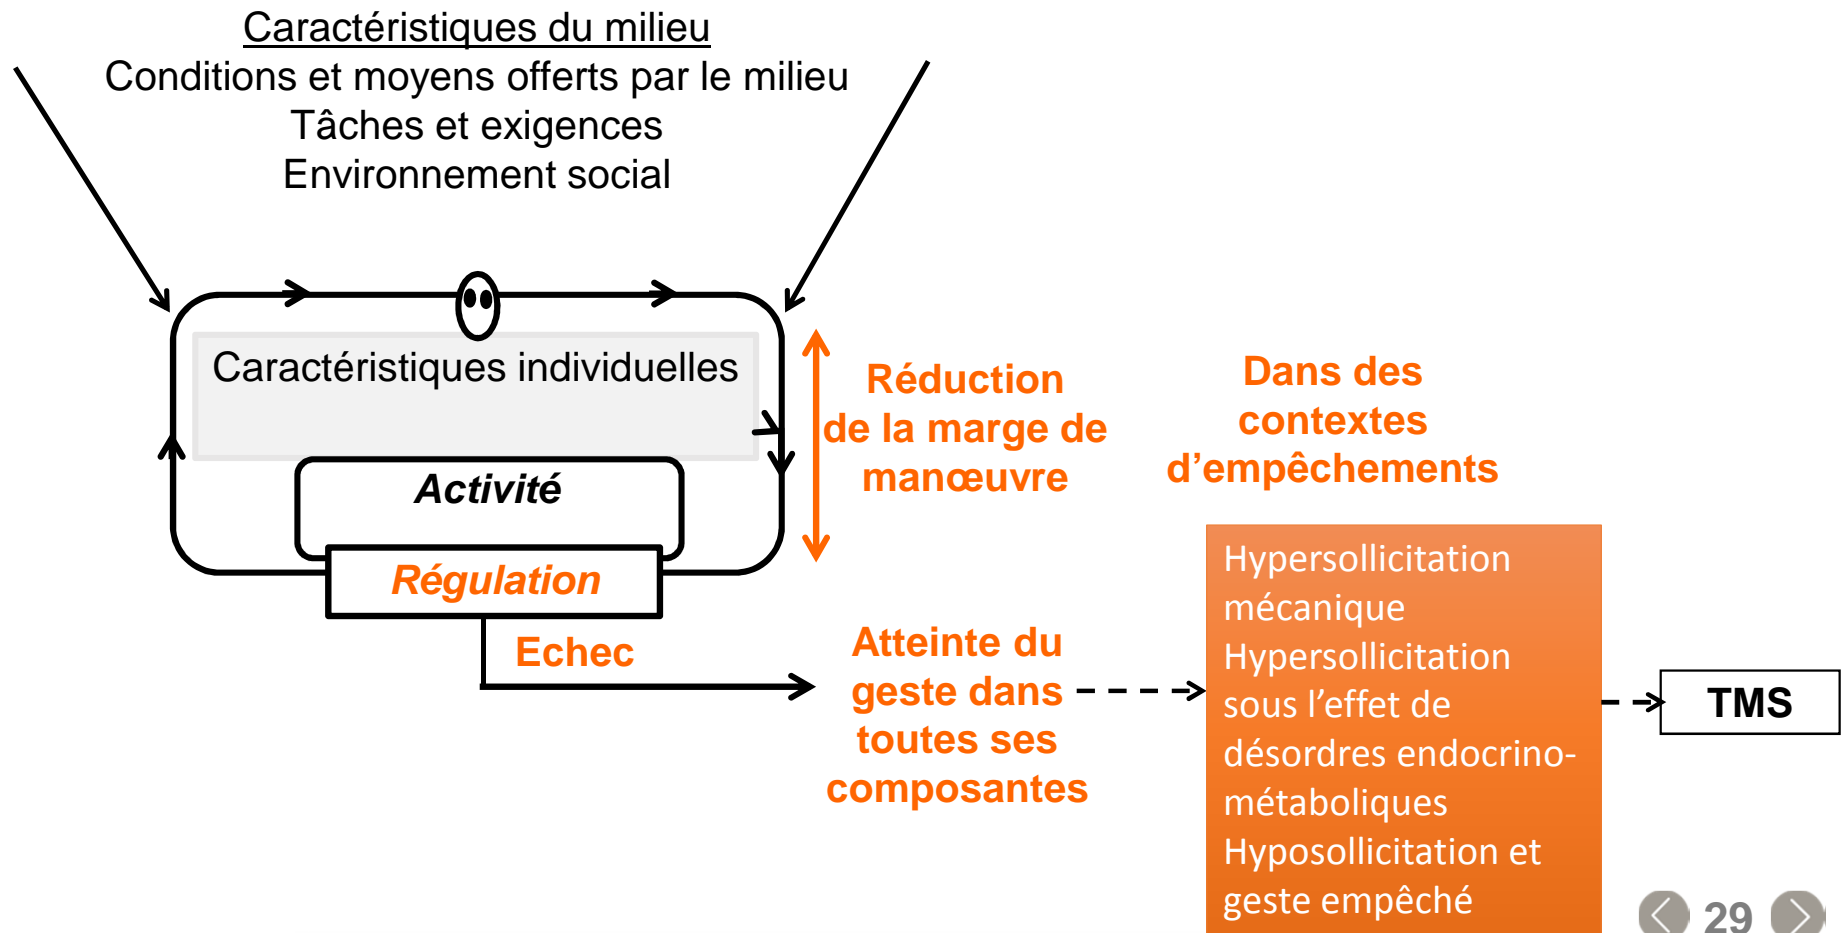 Caractéristiques du milieu
Conditions et moyens offerts par le milieu
Tâches et exigences
Environnement social
Caractéristiques individuelles
Activité
Régulation
Echec
Réduction
de la marge de
manœuvre
Dans des
contextes
d’empêchements
Atteinte du
geste dans
toutes ses
composantes
Hypersollicitation
mécanique
Hypersollicitation
sous l’effet de
désordres endocrino-
métaboliques
Hyposollicitation et
geste empêché
TMS
29